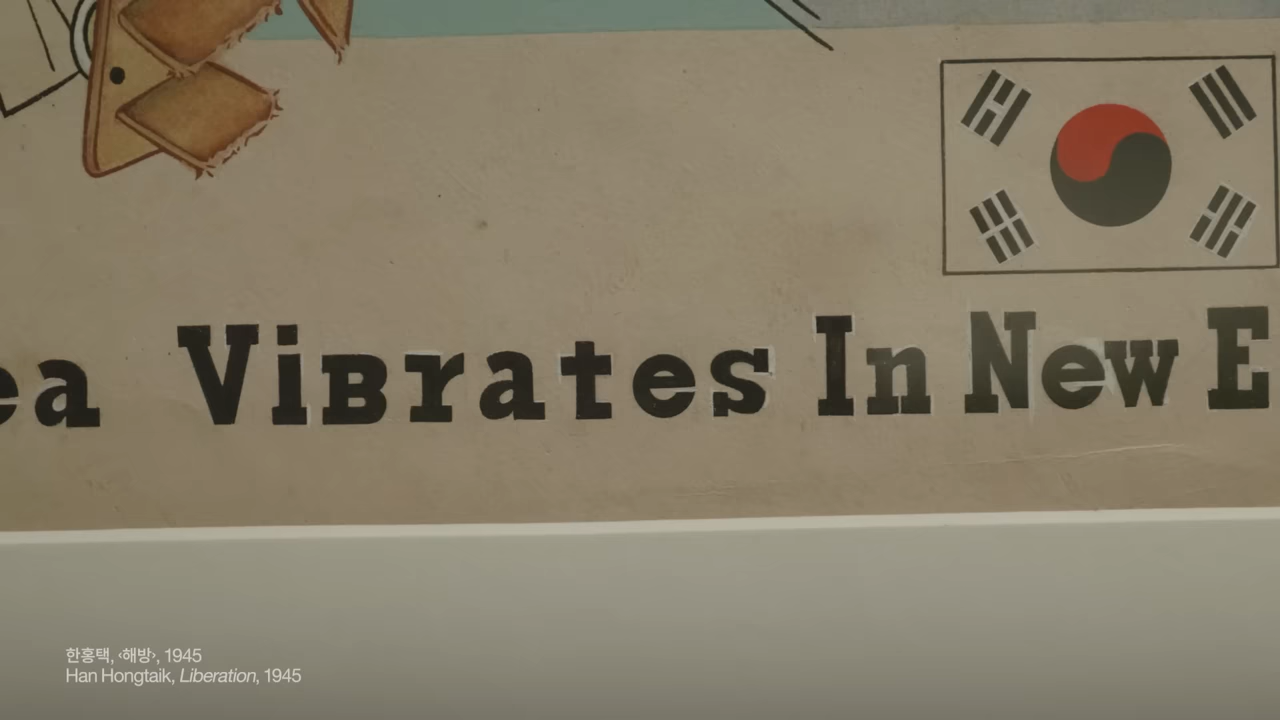 ea ViBrates In New E
한홍택, ‹해방›, 1945
Han Hongtaik, Liberation, 1945